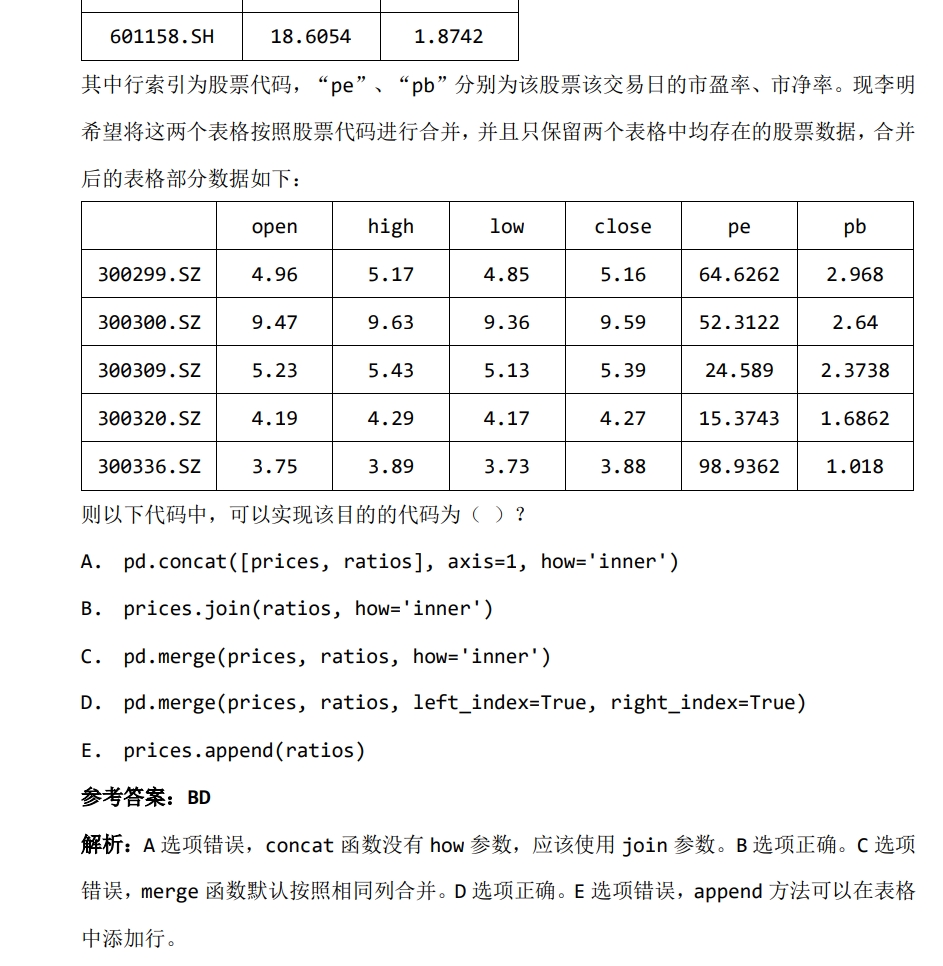 601158.SH 18.6054 1.8742
其中行索引为股票代码，“pe”、“pb”分别为该股票该交易日的市盈率、市净率。现李明
希望将这两个表格按照股票代码进行合并，并且只保留两个表格中均存在的股票数据，合并
后的表格部分数据如下：
open high low close pe pb
300299.SZ 4.96 5.17 4.85 5.16 64.6262 2.968
300300.SZ 9.47 9.63 9.36 9.59 52.3122 2.64
300309.SZ 5.23 5.43 5.13 5.39 24.589 2.3738
300320.SZ 4.19 4.29 4.17 4.27 15.3743 1.6862
300336.SZ 3.75 3.89 3.73 3.88 98.9362 1.018
则以下代码中，可以实现该目的的代码为（ ）？
A. pd.concat([prices, ratios], axis=1, how='inner')
B. prices.join(ratios, how='inner')
C. pd.merge(prices, ratios, how='inner')
D. pd.merge(prices, ratios, left_index=True, right_index=True)
E. prices.append(ratios)
参考答案：BD
解析：A 选项错误，concat 函数没有 how 参数，应该使用 join 参数。B 选项正确。C 选项
错误，merge 函数默认按照相同列合并。D 选项正确。E 选项错误，append 方法可以在表格
中添加行。